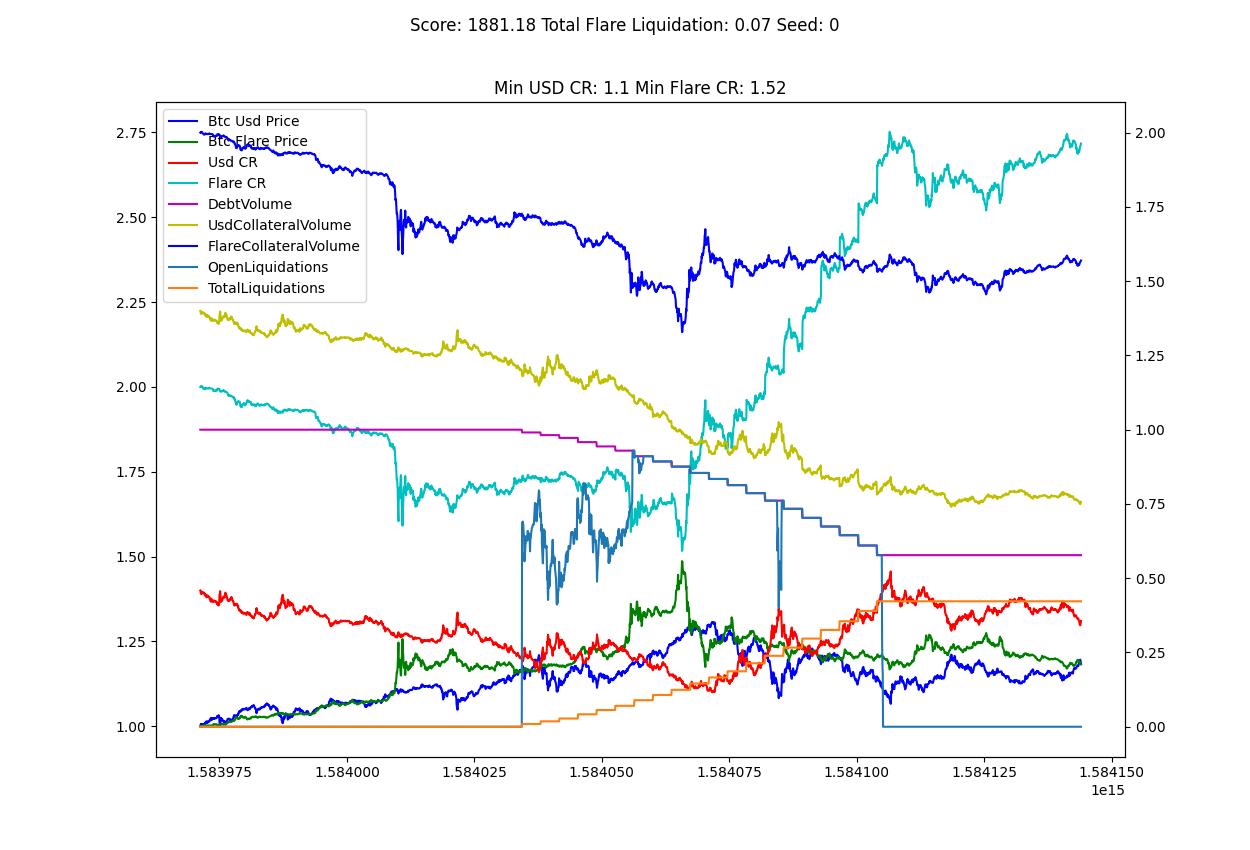 Score: 1881.18 Total Flare Liquidation: 0.07 Seed: 0
Min USD CR: 1.1 Min Flare CR: 1.52
Btc Usd Price
Btc Flare Price
Usd CR
Flare CR
DebtVolume
UsdCollateralVolume
FlareCollateralVolume
OpenLiquidations
TotalLiquidations
2.75
2.50
2.25
2.00
1.75
1.50
1.25
1.00
2.00
1.75
1.50
1.25
1.00
0.75
0.50
0.25
0.00
1.583975
1.584000
1.584025
1.584050
1.584075
1.584100
1.584125
1.584150
1e15